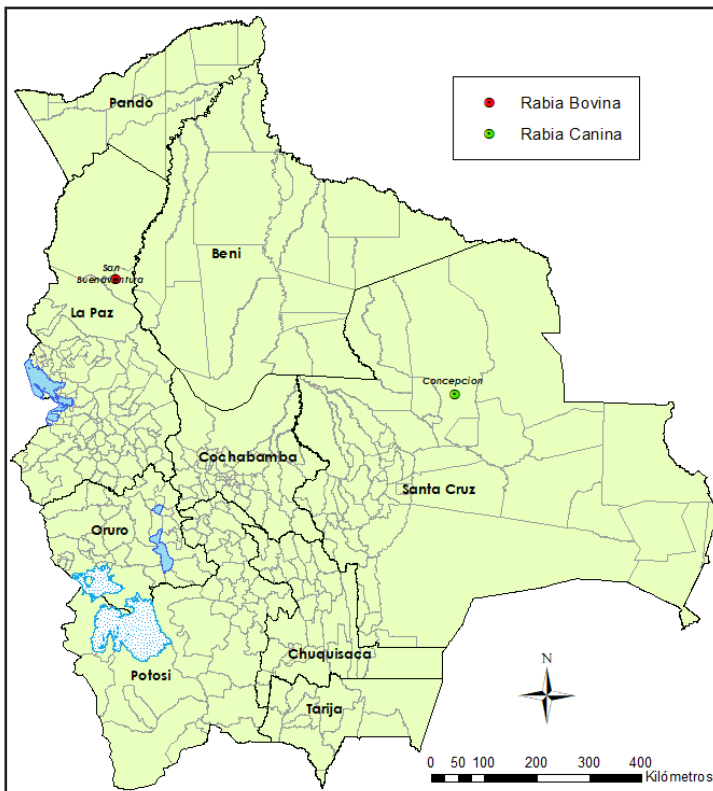 Rabia Bovina
Rabia Canina
Pando
San
Buenaventura
Beni
La Paz
Concepcion
Cochabamba
Santa Cruz
Oruro
Chuquisaca
Potosi
Tarija
N
0 50 100 200 300 400
Kilómetros